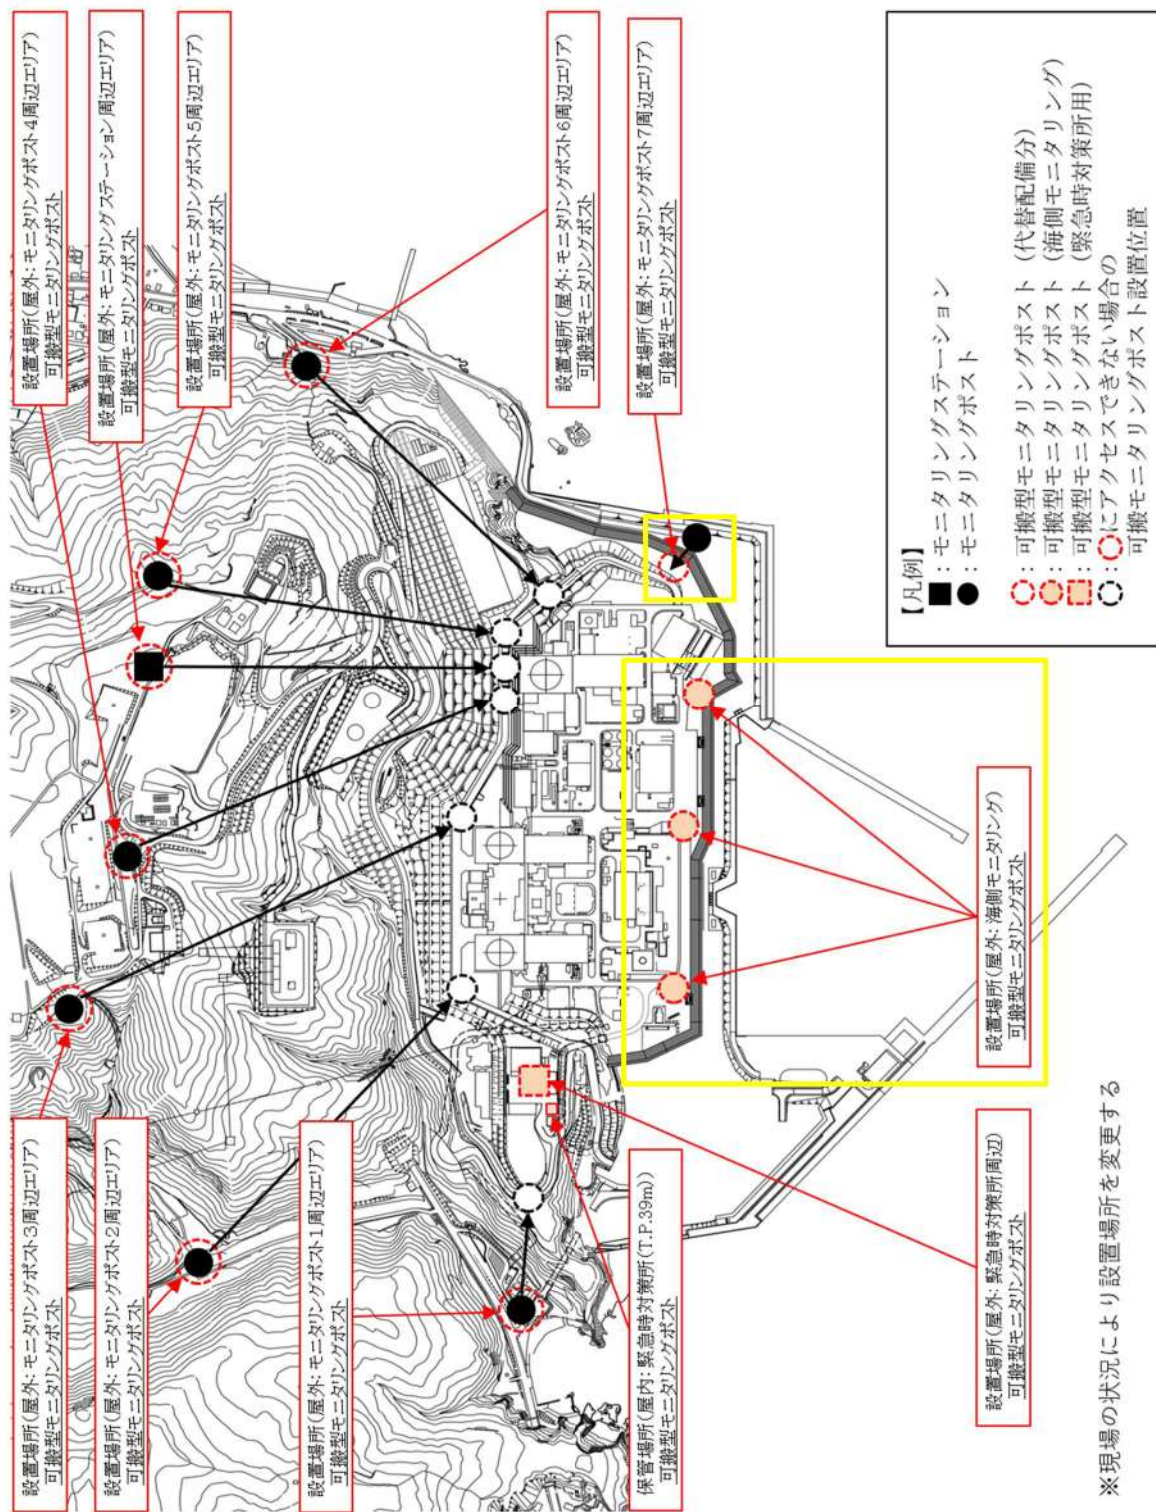 設置場所(屋外:モニタリングポスト3周辺エリア)
可搬型モニタリングポスト
設置場所(屋外:モニタリングポスト2周辺エリア)
可搬型モニタリングポスト
設置場所(屋外:モニタリングポスト1周辺エリア)
可搬型モニタリングポスト
保管場所(屋内:緊急時対策所(T.P.39m))
可搬型モニタリングポスト
設置場所(屋外:緊急時対策所周辺)
可搬型モニタリングポスト
設置場所(屋外:海側モニタリング)
可搬型モニタリングポスト
設置場所(屋外:モニタリングポスト4周辺エリア)
可搬型モニタリングポスト
設置場所(屋外:モニタリングステーション周辺エリア)
可搬型モニタリングポスト
設置場所(屋外:モニタリングポスト5周辺エリア)
可搬型モニタリングポスト
設置場所(屋外:モニタリングポスト6周辺エリア)
可搬型モニタリングポスト
設置場所(屋外:モニタリングポスト7周辺エリア)
可搬型モニタリングポスト
【凡例】
:モニタリングステーション
:モニタリングポスト
:可搬型モニタリングポスト(代替配備分)
:可搬型モニタリングポスト(海側モニタリング)
:可搬型モニタリングポスト(緊急時対策所用)
:にアクセスできない場合の
可搬モニタリングポスト設置位置
※現場の状況により設置場所を変更する